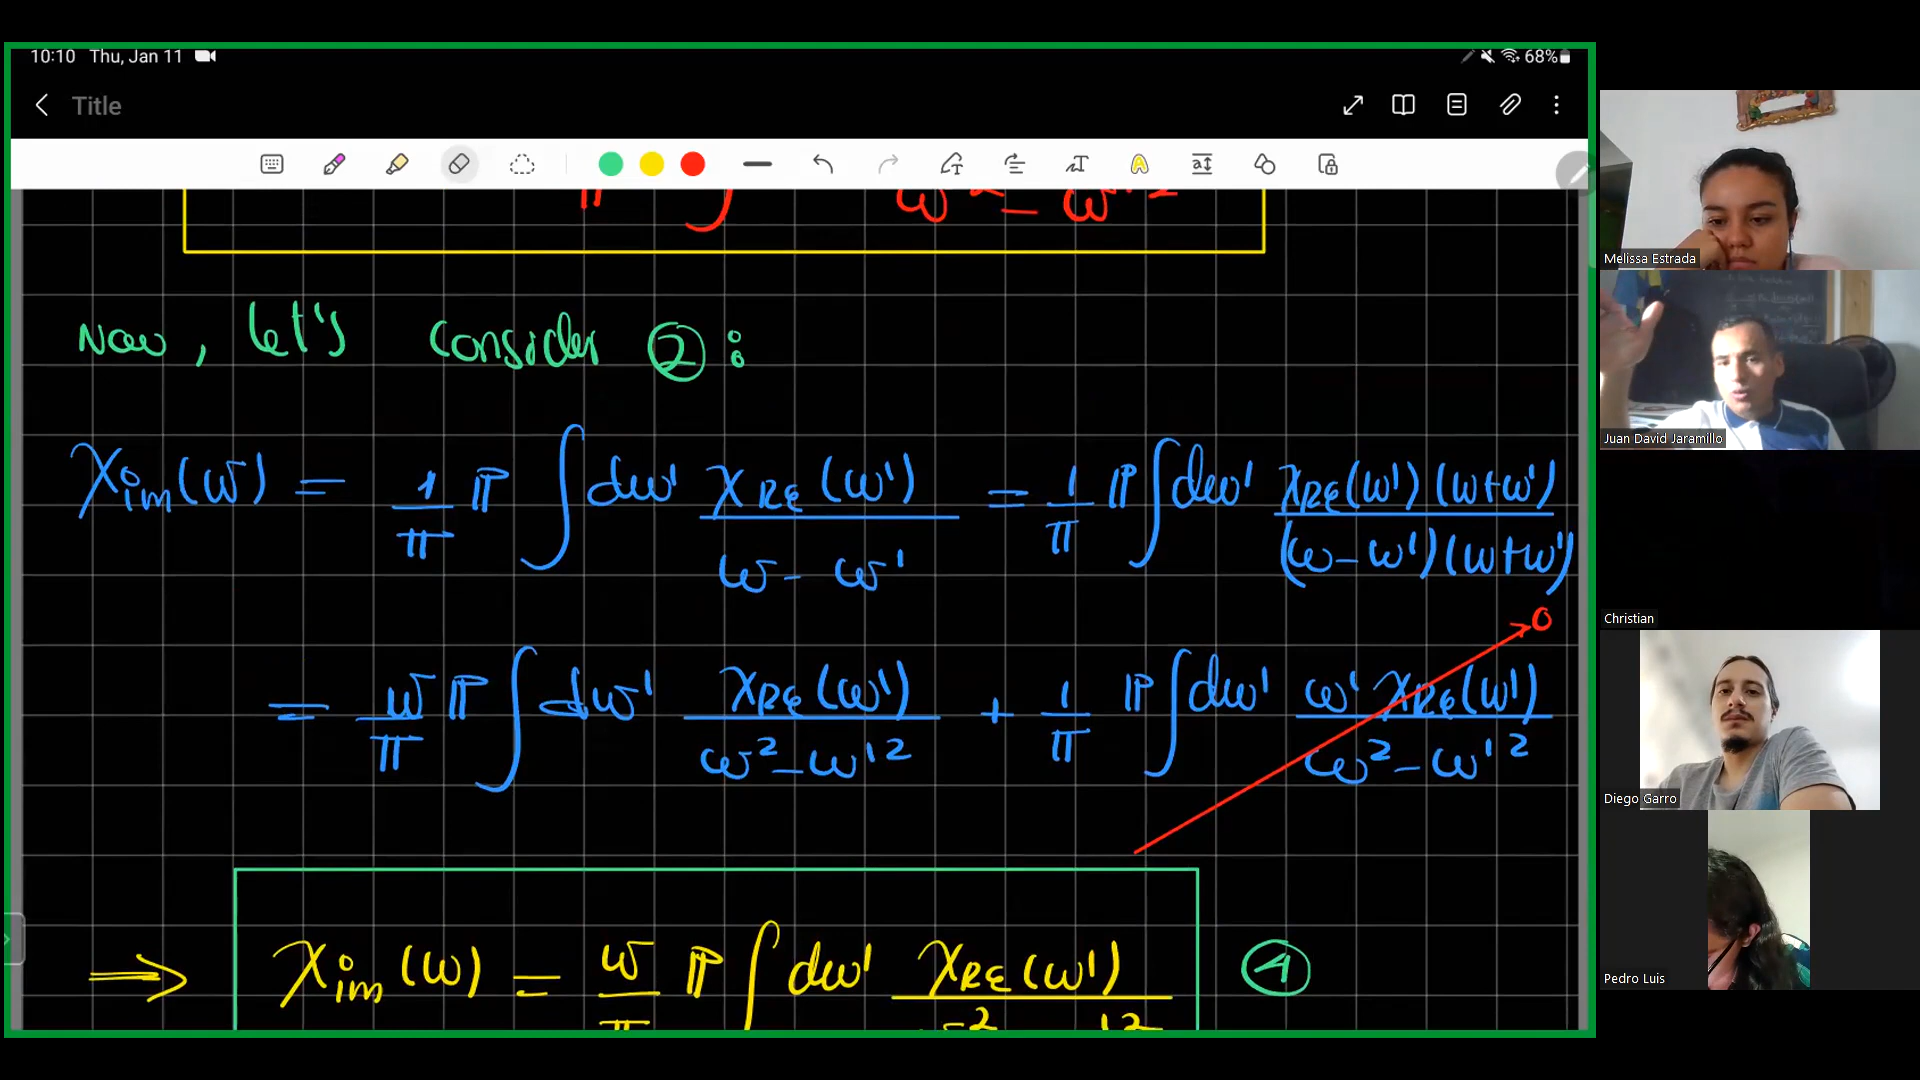 10:10 Thu, Jan 11 68%
Title
π ∫ ω² − ω'²
Now, let's consider ② :
χim(ω) = 1/π ℙ ∫ dω' χRe(ω') / (ω − ω') = 1/π ℙ ∫ dω' χRe(ω') (ω+ω') / (ω−ω')(ω+ω')
= ω/π ℙ ∫ dω' χRe(ω') / (ω² − ω'²) + 1/π ℙ ∫ dω' ω' χRe(ω') / (ω² − ω'²) → 0
⇒ χim(ω) = ω/π ℙ ∫ dω' χRe(ω') / ④
Melissa Estrada
Juan David Jaramillo
Christian
Diego Garro
Pedro Luis